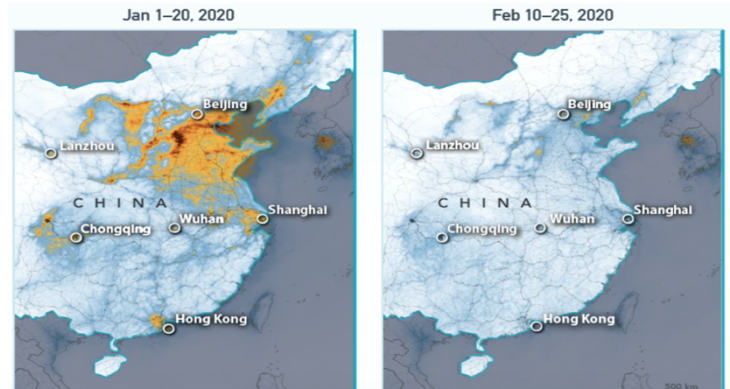 Jan 1–20, 2020
Beijing
Lanzhou
CHINA
Wuhan
Shanghai
Chongqing
Hong Kong
Feb 10–25, 2020
Beijing
Lanzhou
CHINA
Wuhan
Shanghai
Chongqing
Hong Kong
500 km